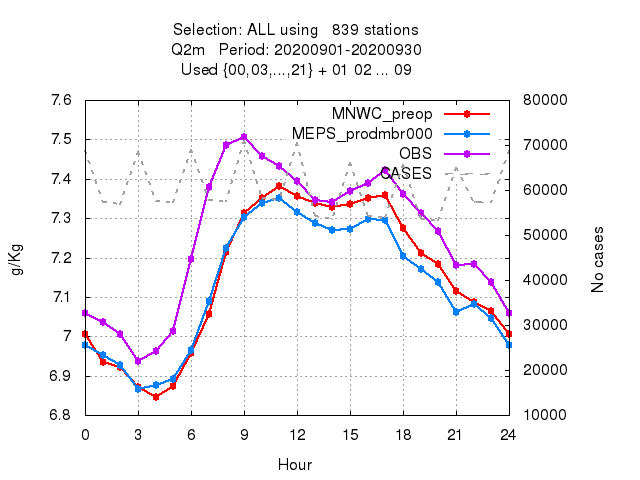 Selection: ALL using   839 stations
Q2m   Period: 20200901-20200930
Used {00,03,...,21} + 01 02 ... 09
MNWC_preop
MEPS_prodmbr000
OBS
CASES
7.6
7.5
7.4
7.3
7.2
7.1
7
6.9
6.8
80000
70000
60000
50000
40000
30000
20000
10000
g/Kg
No cases
0 3 6 9 12 15 18 21 24
Hour